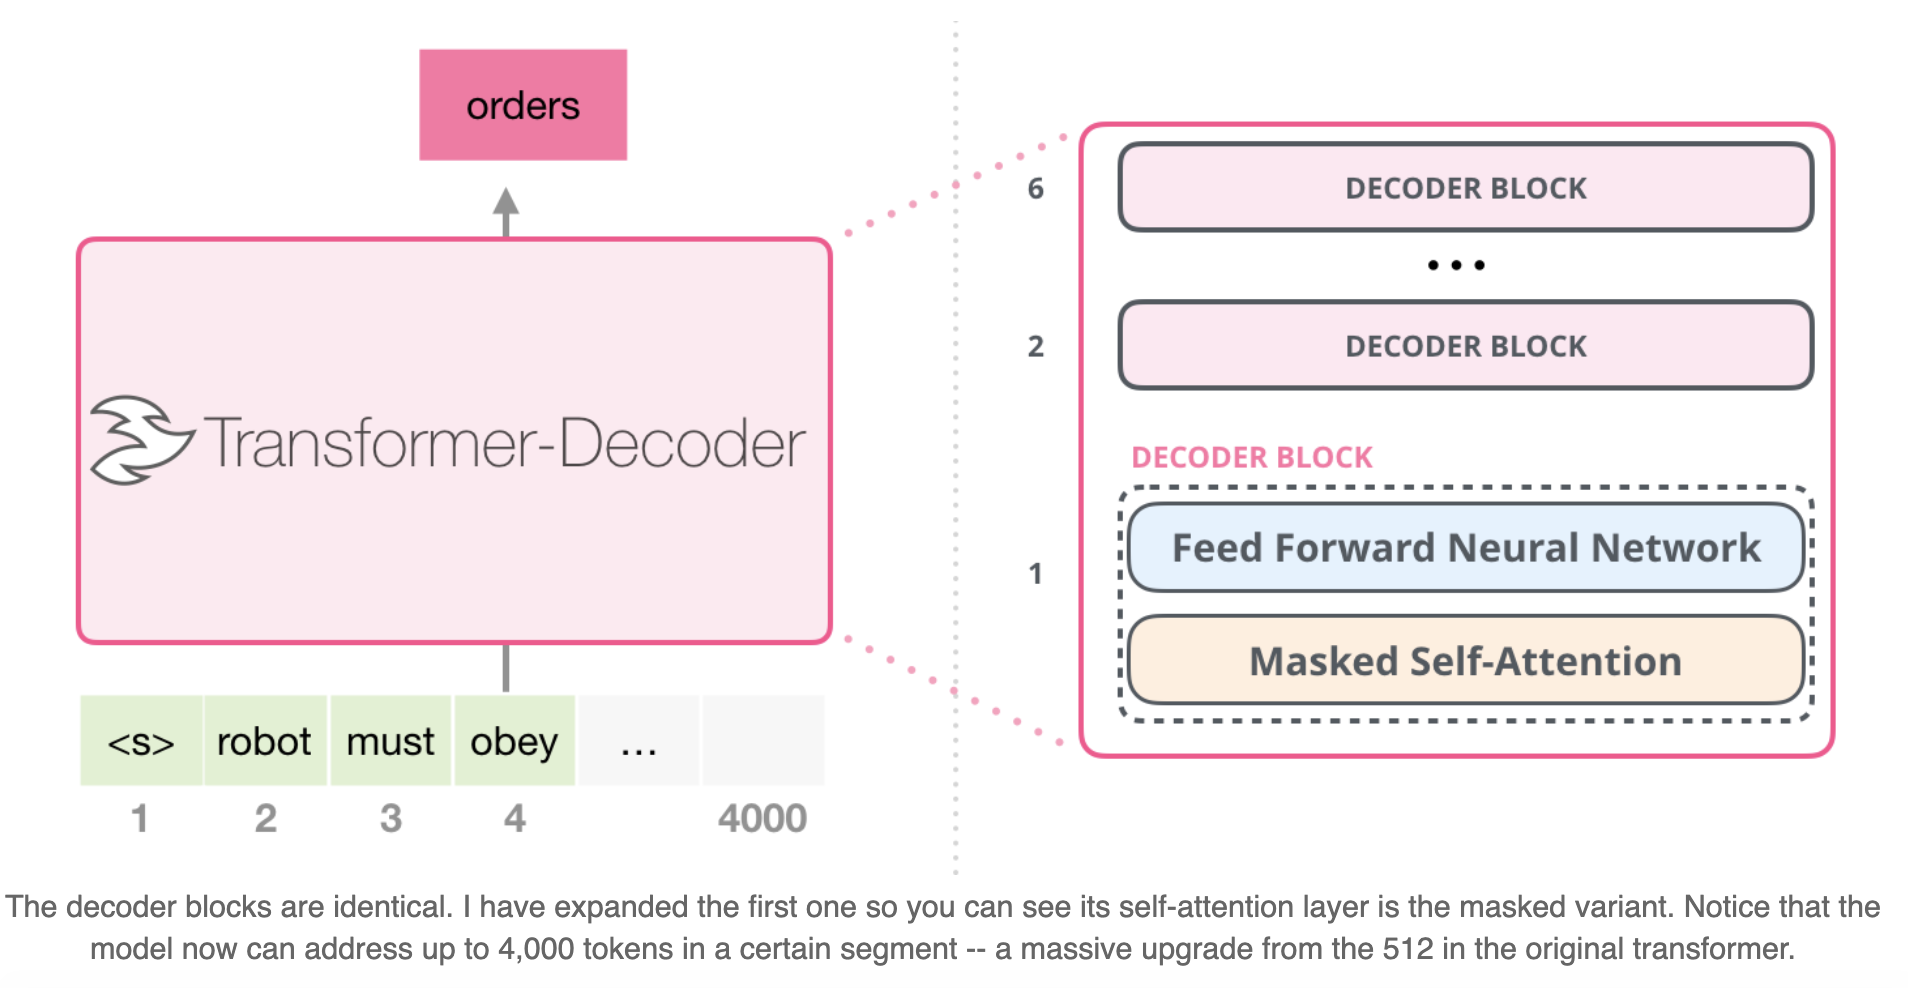 orders
Transformer-Decoder
<s> robot must obey ...
1 2 3 4 4000
6 DECODER BLOCK
...
2 DECODER BLOCK
DECODER BLOCK
Feed Forward Neural Network
1
Masked Self-Attention
The decoder blocks are identical. I have expanded the first one so you can see its self-attention layer is the masked variant. Notice that the
model now can address up to 4,000 tokens in a certain segment -- a massive upgrade from the 512 in the original transformer.